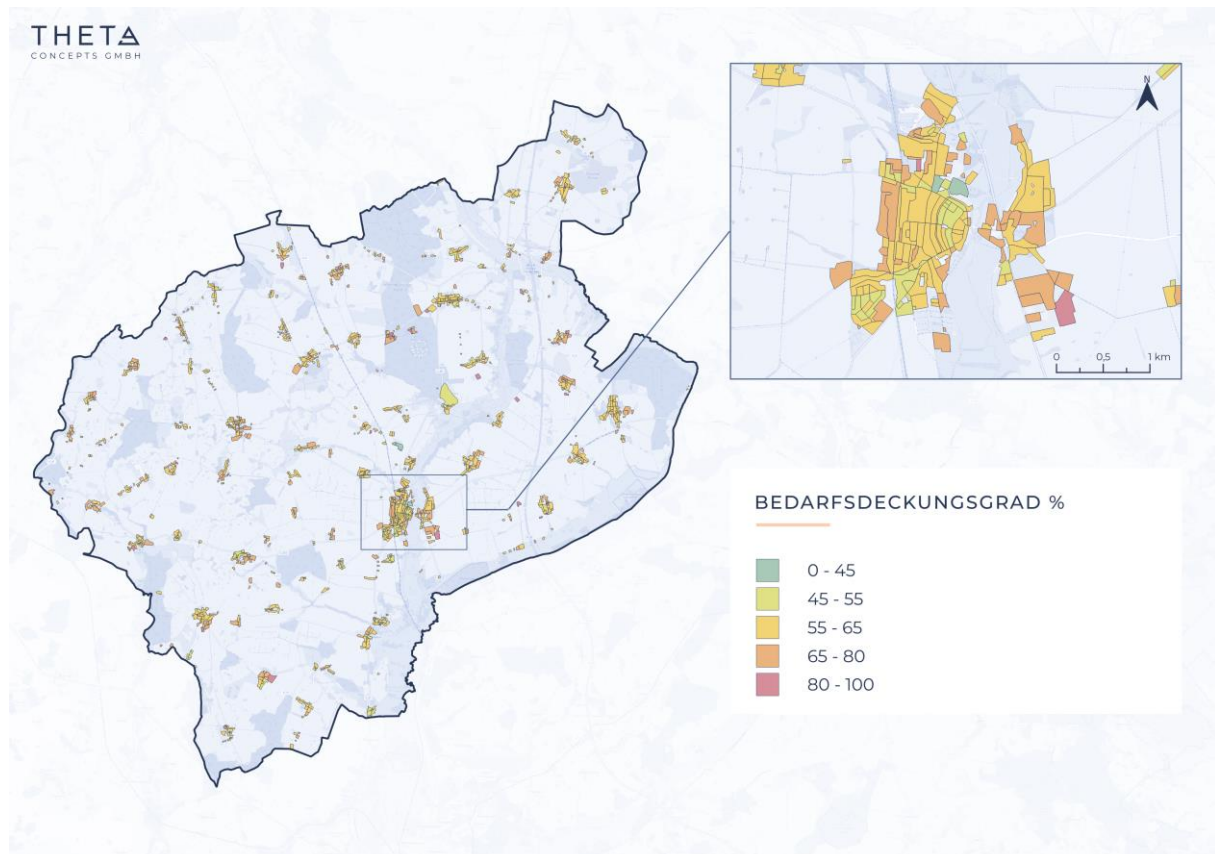 THETA
CONCEPTS GMBH
N
0 0,5 1 km
BEDARFSDECKUNGSGRAD %
0 - 45
45 - 55
55 - 65
65 - 80
80 - 100